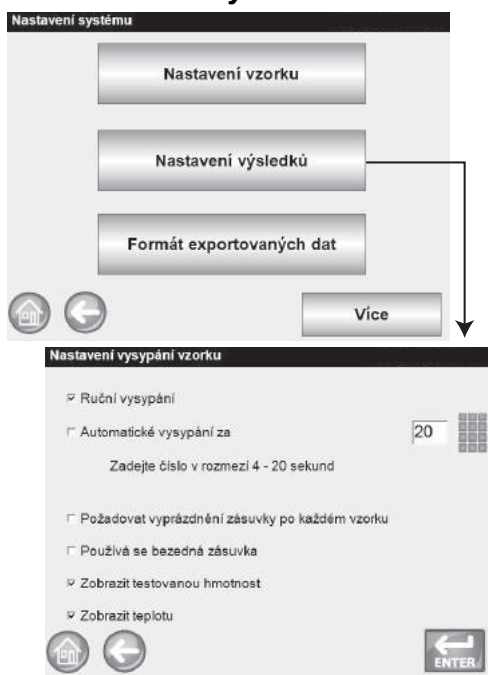 Nastavení systému
Nastavení vzorku
Nastavení výsledků
Formát exportovaných dat
Více
Nastavení vysypání vzorku
Ruční vysypání
Automatické vysypání za 20
Zadejte číslo v rozmezí 4 - 20 sekund
Požadovat vyprázdnění zásuvky po každém vzorku
Používá se bezedná zásuvka
Zobrazit testovanou hmotnost
Zobrazit teplotu
ENTER